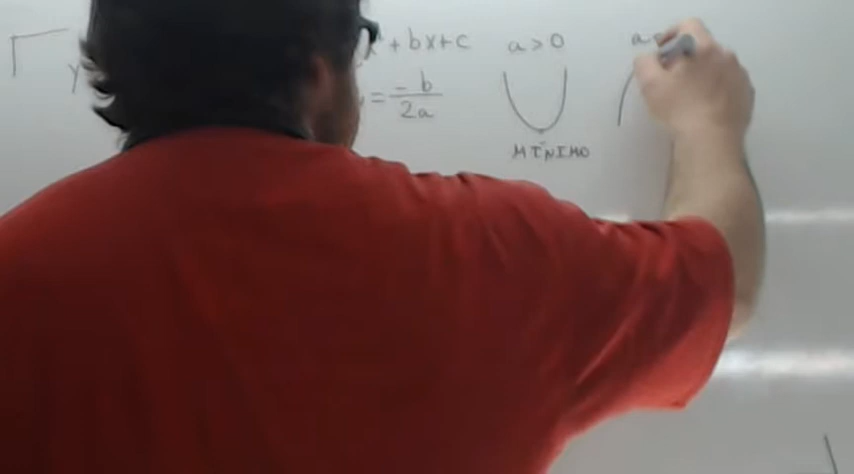 y + bx + c a > 0 a
= -b/2a
MÍNIMO